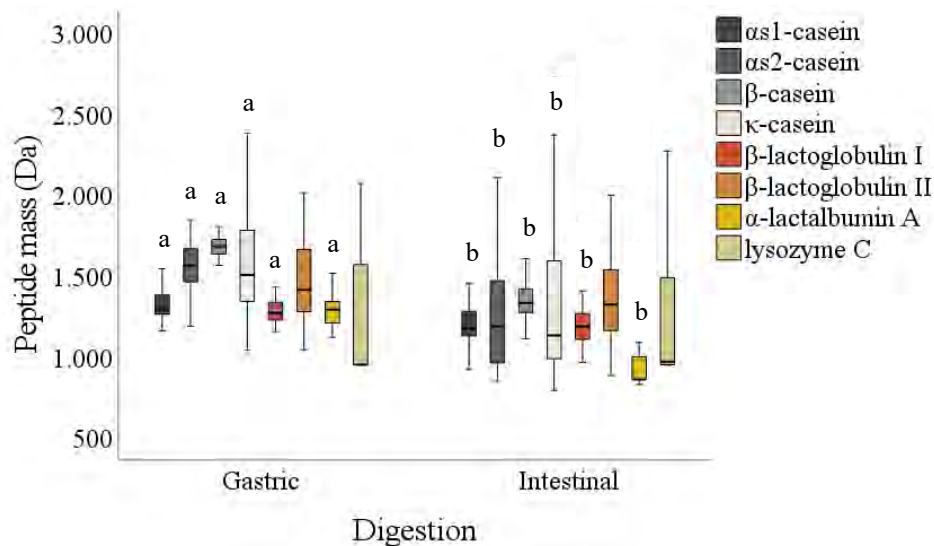 3.000
2.500
2.000
1.500
1.000
500
Peptide mass (Da)
a
a
a
a
a
a
b
b
b
b
b
b
Gastric
Intestinal
Digestion
αs1-casein
αs2-casein
β-casein
κ-casein
β-lactoglobulin I
β-lactoglobulin II
α-lactalbumin A
lysozyme C